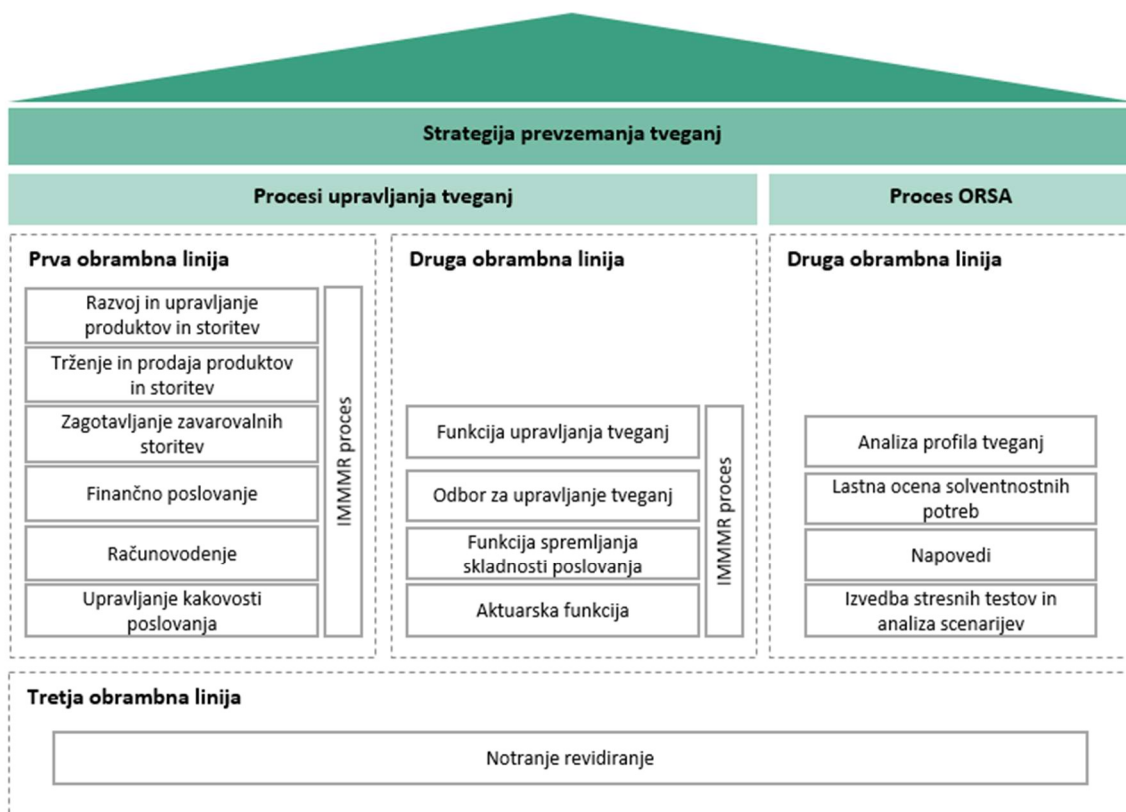 Strategija prevzemanja tveganj
Procesi upravljanja tveganj
Proces ORSA
Prva obrambna linija
Razvoj in upravljanje
produktov in storitev
Trženje in prodaja produktov
in storitev
Zagotavljanje zavarovalnih
storitev
Finančno poslovanje
Računovodenje
Upravljanje kakovosti
poslovanja
IMMMR proces
Druga obrambna linija
Funkcija upravljanja tveganj
Odbor za upravljanje tveganj
Funkcija spremljanja
skladnosti poslovanja
Aktuarska funkcija
IMMMR proces
Druga obrambna linija
Analiza profila tveganj
Lastna ocena solventnostnih
potreb
Napovedi
Izvedba stresnih testov in
analiza scenarijev
Tretja obrambna linija
Notranje revidiranje